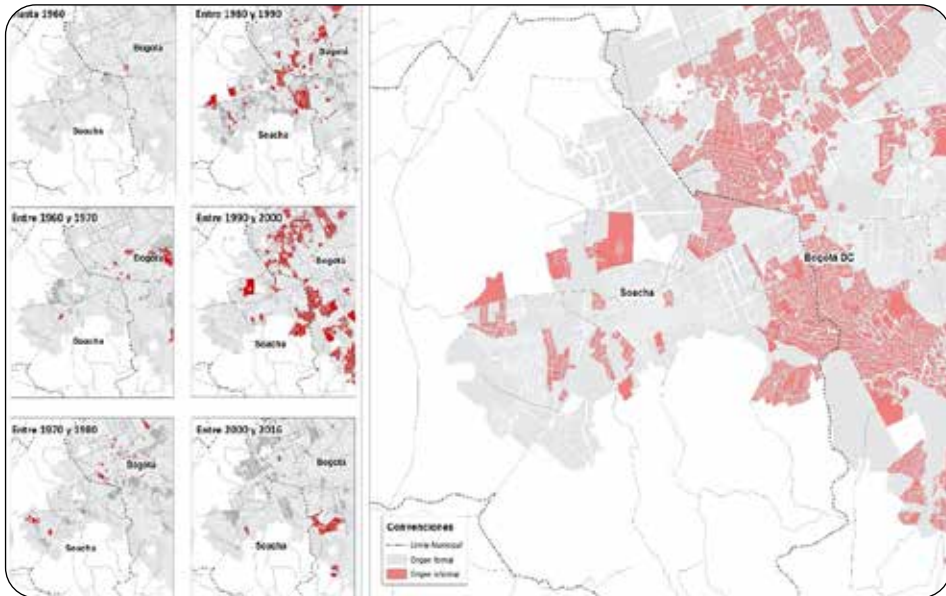 Hasta 1960
Bogotá
Soacha
Entre 1980 y 1990
Bogotá
Soacha
Entre 1960 y 1970
Bogotá
Soacha
Entre 1990 y 2000
Bogotá
Soacha
Entre 1970 y 1980
Bogotá
Soacha
Entre 2000 y 2016
Bogotá
Soacha
Bogotá DC
Soacha
Convenciones
Límite Municipal
Origen formal
Origen informal